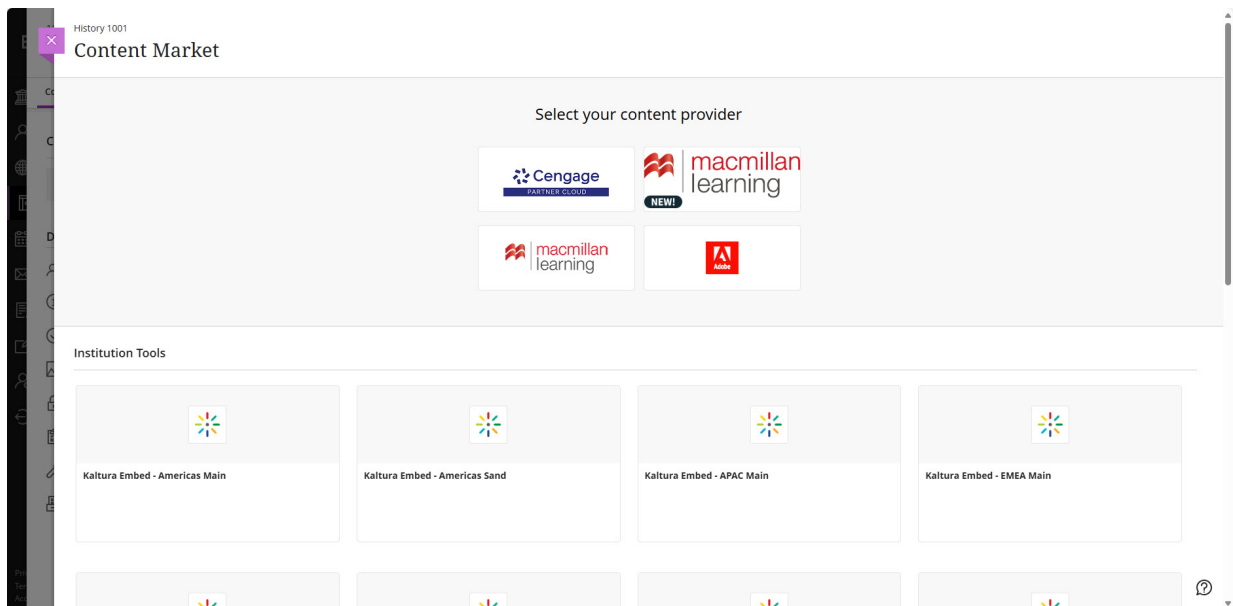 History 1001
Content Market
Select your content provider
Cengage
PARTNER CLOUD
macmillan
learning
NEW!
macmillan
learning
Adobe
Institution Tools
Kaltura Embed - Americas Main
Kaltura Embed - Americas Sand
Kaltura Embed - APAC Main
Kaltura Embed - EMEA Main